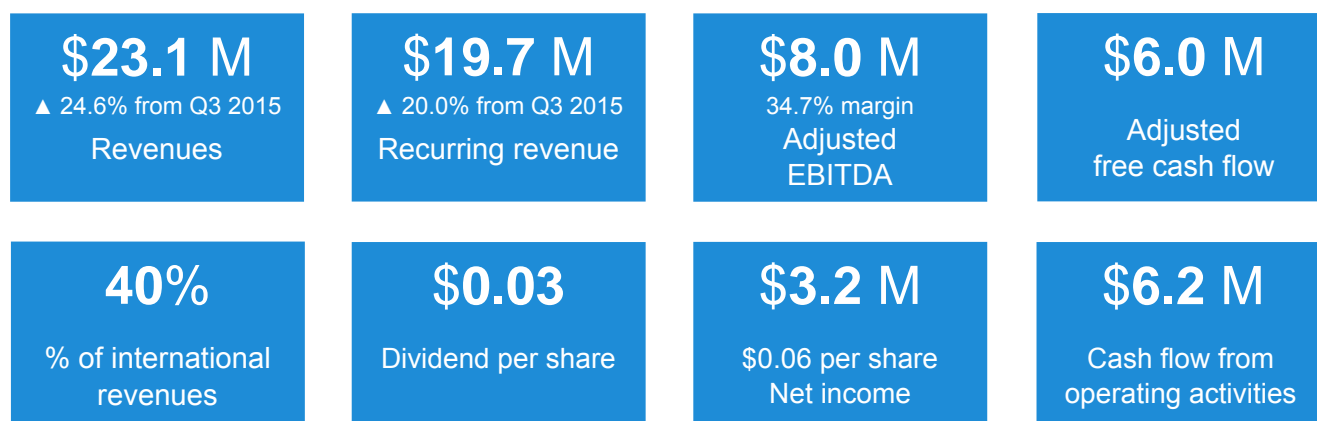 $23.1 M
▲ 24.6% from Q3 2015
Revenues
$19.7 M
▲ 20.0% from Q3 2015
Recurring revenue
$8.0 M
34.7% margin
Adjusted
EBITDA
$6.0 M
Adjusted
free cash flow
40%
% of international
revenues
$0.03
Dividend per share
$3.2 M
$0.06 per share
Net income
$6.2 M
Cash flow from
operating activities